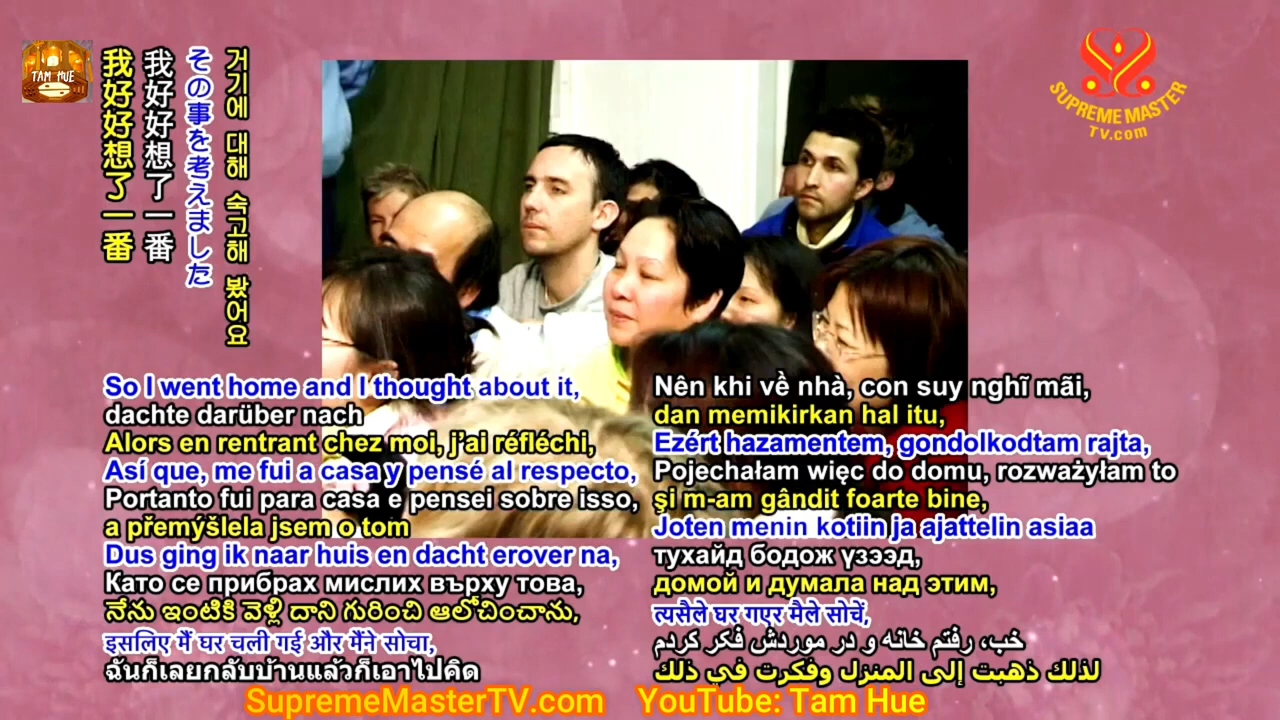 TAM HUE
我好好想了一番
我好好想了一番
その事を考えました
거기에 대해 숙고해 봤어요
SUPREME MASTER
TV.com
So I went home and I thought about it,
dachte darüber nach
Alors en rentrant chez moi, j'ai réfléchi,
Así que, me fui a casa y pensé al respecto,
Portanto fui para casa e pensei sobre isso,
a přemýšlela jsem o tom
Dus ging ik naar huis en dacht erover na,
Като се прибрах мислих върху това,
నేను ఇంటికి వెళ్లి దాని గురించి ఆలోచించాను,
इसलिए मैं घर चली गई और मैंने सोचा,
ฉันก็เลยกลับบ้านแล้วก็เอาไปคิด
Nên khi về nhà, con suy nghĩ mãi,
dan memikirkan hal itu,
Ezért hazamentem, gondolkodtam rajta,
Pojechałam więc do domu, rozważyłam to
şi m-am gândit foarte bine,
Joten menin kotiin ja ajattelin asiaa
тухайд бодож үзээд,
домой и думала над этим,
त्यसैले घर गएर मैले सोचें,
خب، رفتم خانه و در موردش فکر کردم
لذلك ذهبت إلى المنزل وفكرت في ذلك
SupremeMasterTV.com YouTube: Tam Hue